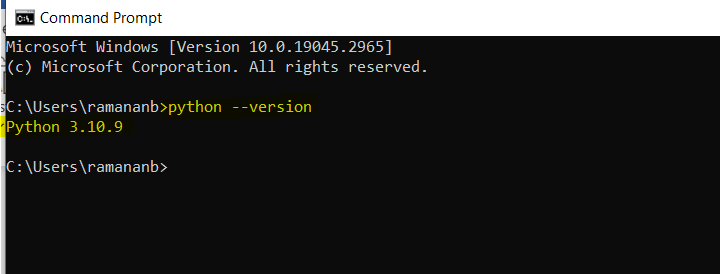 Command Prompt
Microsoft Windows [Version 10.0.19045.2965]
(c) Microsoft Corporation. All rights reserved.
C:\Users\ramananb>python --version
Python 3.10.9
C:\Users\ramananb>